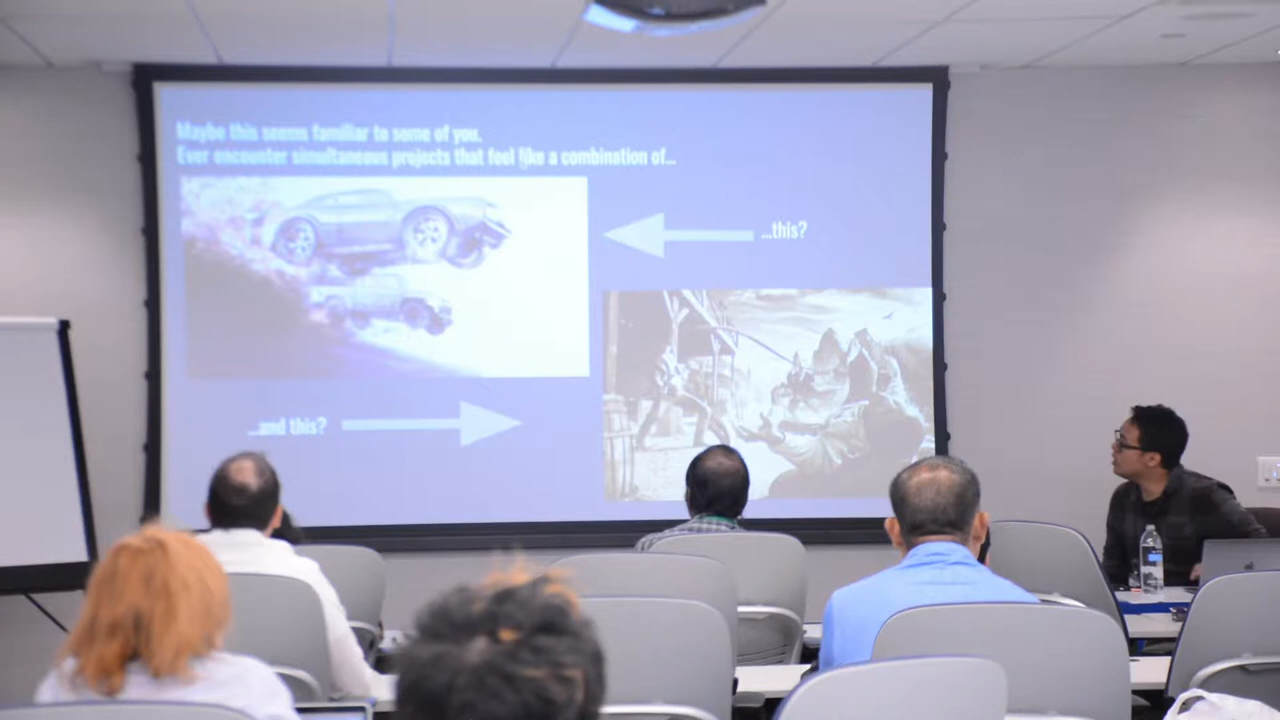 Maybe this seems familiar to some of you.
Ever encounter simultaneous projects that feel like a combination of...
...this?
...and this?